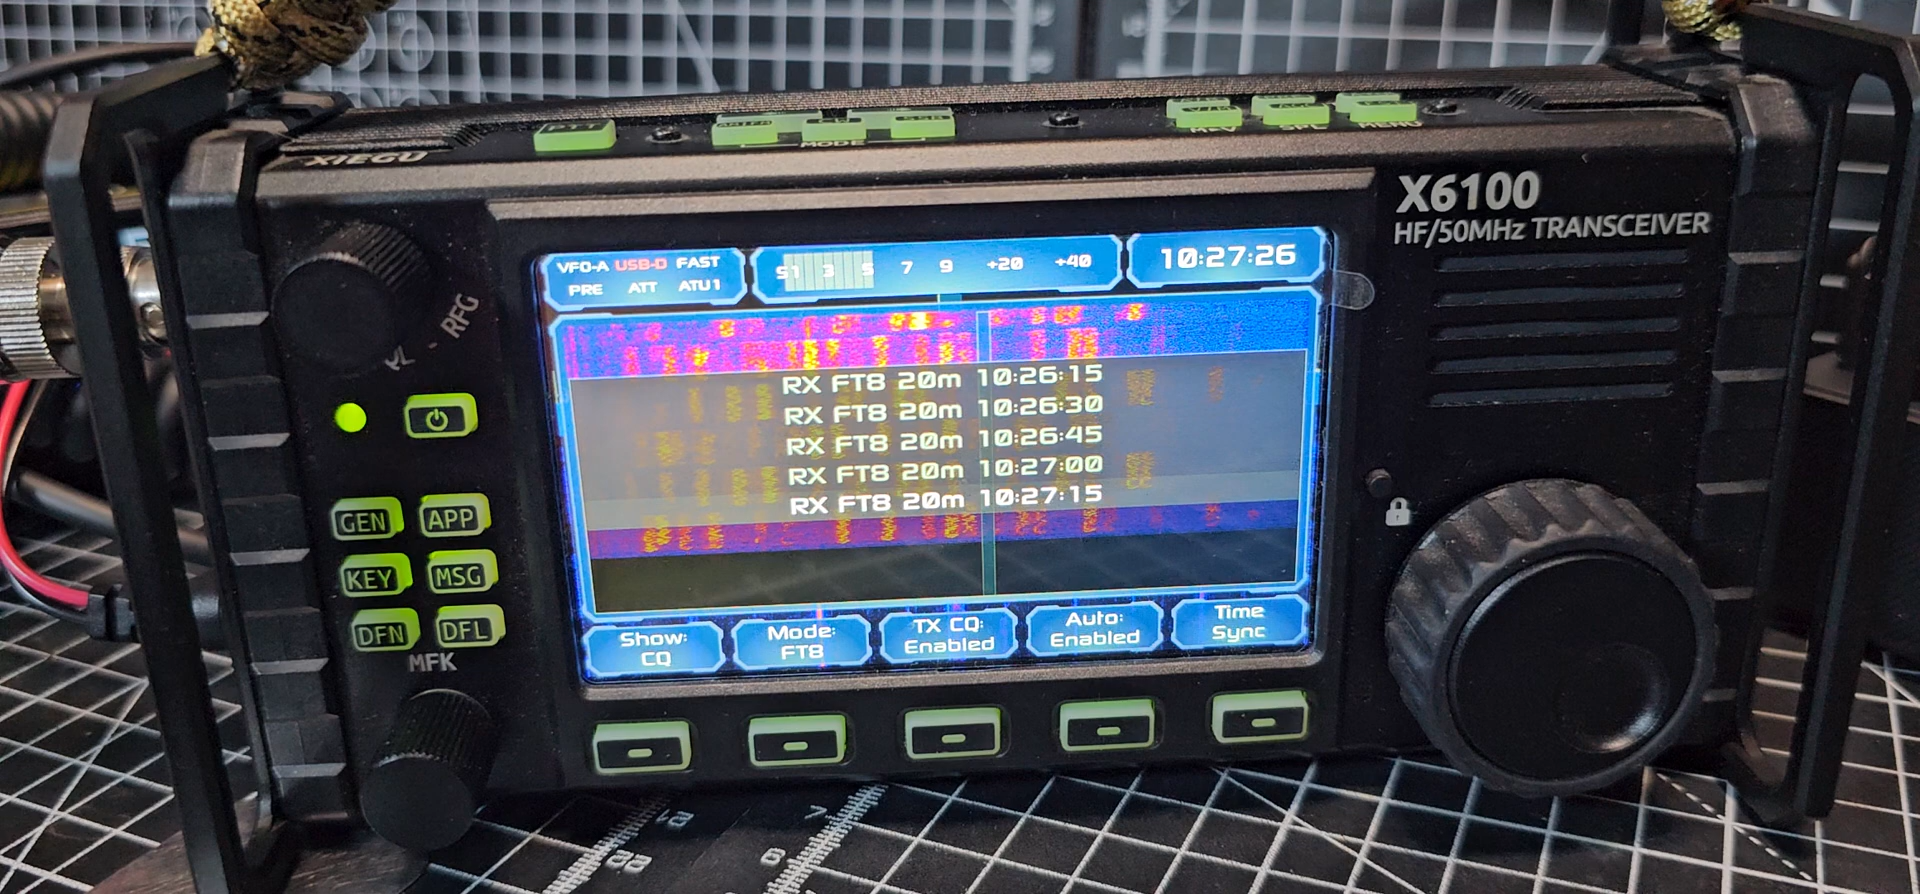 PTT
MODE
MENU
XIEGU
X6100
HF/50MHz TRANSCEIVER
VFO-A USB-D FAST
PRE ATT ATU1
S1 3 5 7 9 +20 +40
10:27:26
RFG
RX FT8 20m 10:26:15
RX FT8 20m 10:26:30
RX FT8 20m 10:26:45
RX FT8 20m 10:27:00
RX FT8 20m 10:27:15
GEN APP
KEY MSG
DFN DFL
MFK
Show:
CQ
Mode:
FT8
TX CQ:
Enabled
Auto:
Enabled
Time
Sync